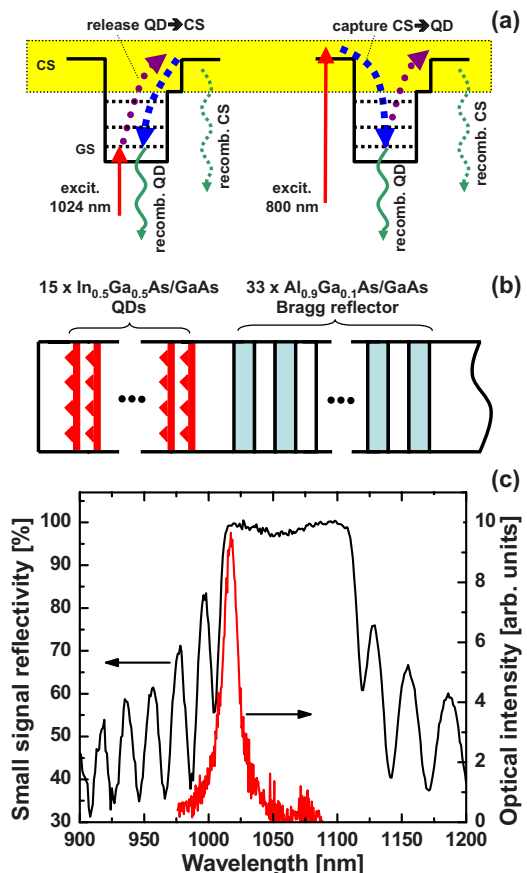 (a)
release QD➔CS
capture CS➔QD
CS
GS
excit.
1024 nm
recomb. QD
recomb. CS
excit.
800 nm
recomb. QD
recomb. CS
(b)
15 x In0.5Ga0.5As/GaAs
QDs
33 x Al0.9Ga0.1As/GaAs
Bragg reflector
(c)
Small signal reflectivity [%]
100
90
80
70
60
50
40
30
10
8
6
4
2
0
Optical intensity [arb. units]
900 950 1000 1050 1100 1150 1200
Wavelength [nm]